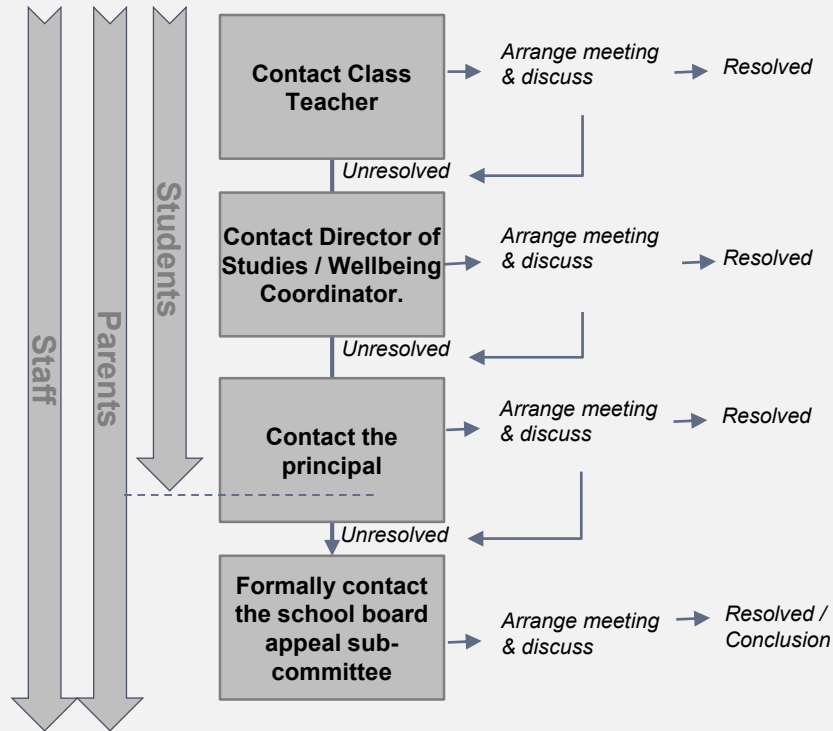 Contact Class
Teacher
Arrange meeting
& discuss
Resolved
Unresolved
Contact Director of
Studies / Wellbeing
Coordinator.
Arrange meeting
& discuss
Resolved
Unresolved
Contact the
principal
Arrange meeting
& discuss
Resolved
Unresolved
Formally contact
the school board
appeal sub-
committee
Arrange meeting
& discuss
Resolved /
Conclusion
Staff
Parents
Students